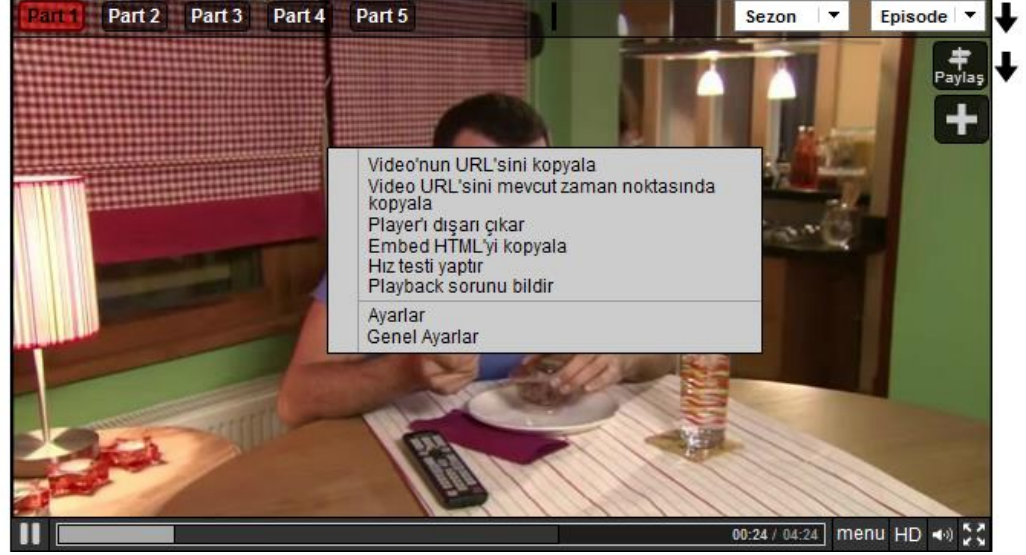 Part 1 Part 2 Part 3 Part 4 Part 5 Sezon Episode
Paylaş
Video'nun URL'sini kopyala
Video URL'sini mevcut zaman noktasında
kopyala
Player'ı dışarı çıkar
Embed HTML'yi kopyala
Hız testi yaptır
Playback sorunu bildir
Ayarlar
Genel Ayarlar
00:24 / 04:24 menu HD